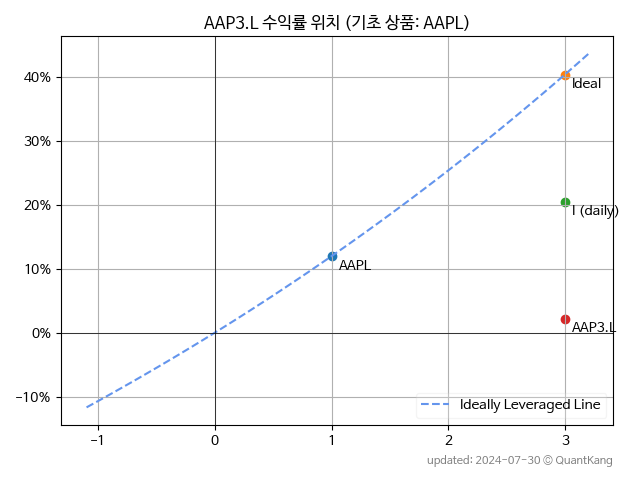 AAP3.L 수익률 위치 (기초 상품: AAPL)
40%
30%
20%
10%
0%
−10%
Ideal
I (daily)
AAPL
AAP3.L
Ideally Leveraged Line
−1
0
1
2
3
updated: 2024-07-30 © QuantKang